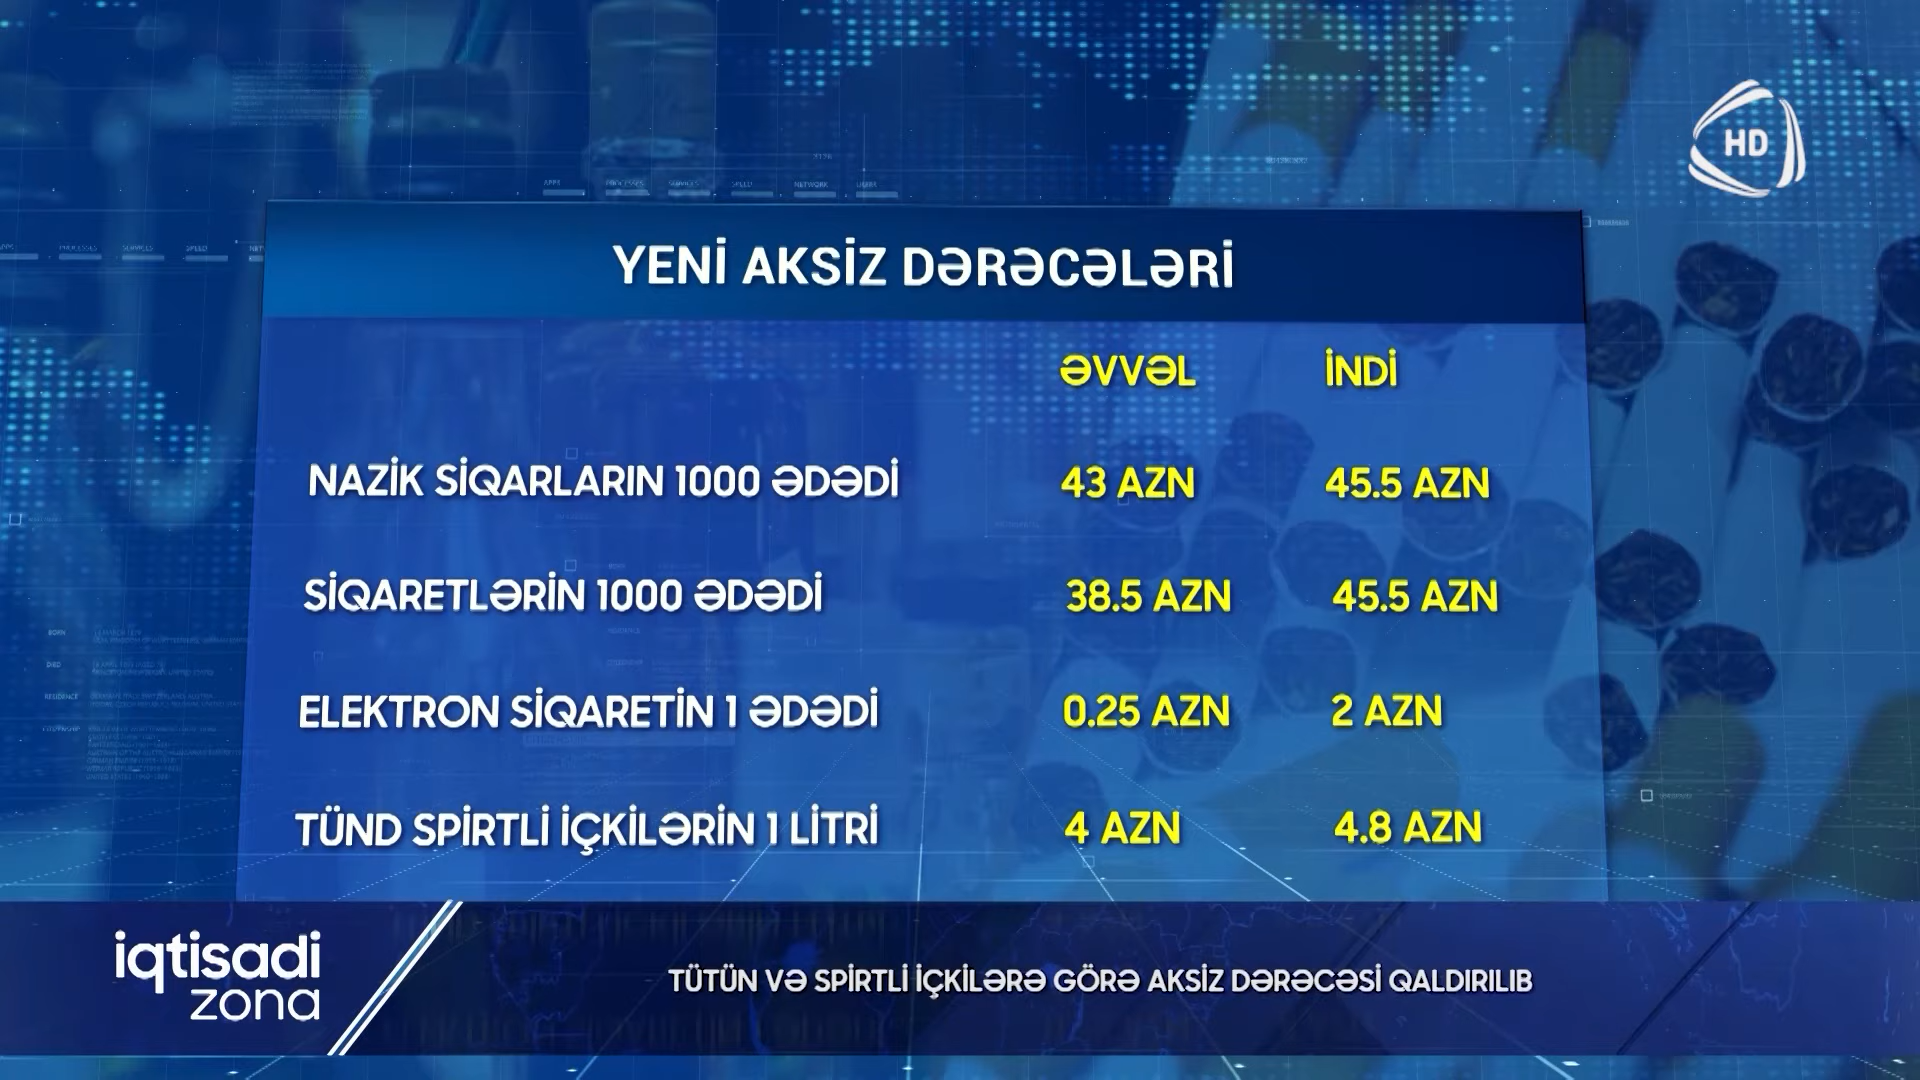 HD
YENİ AKSİZ DƏRƏCƏLƏRİ
ƏVVƏL İNDİ
NAZİK SİQARLARIN 1000 ƏDƏDİ 43 AZN 45.5 AZN
SİQARETLƏRİN 1000 ƏDƏDİ 38.5 AZN 45.5 AZN
ELEKTRON SİQARETİN 1 ƏDƏDİ 0.25 AZN 2 AZN
TÜND SPİRTLİ İÇKİLƏRİN 1 LİTRİ 4 AZN 4.8 AZN
iqtisadi
zona
TÜTÜN VƏ SPİRTLİ İÇKİLƏRƏ GÖRƏ AKSİZ DƏRƏCƏSİ QALDIRILIB